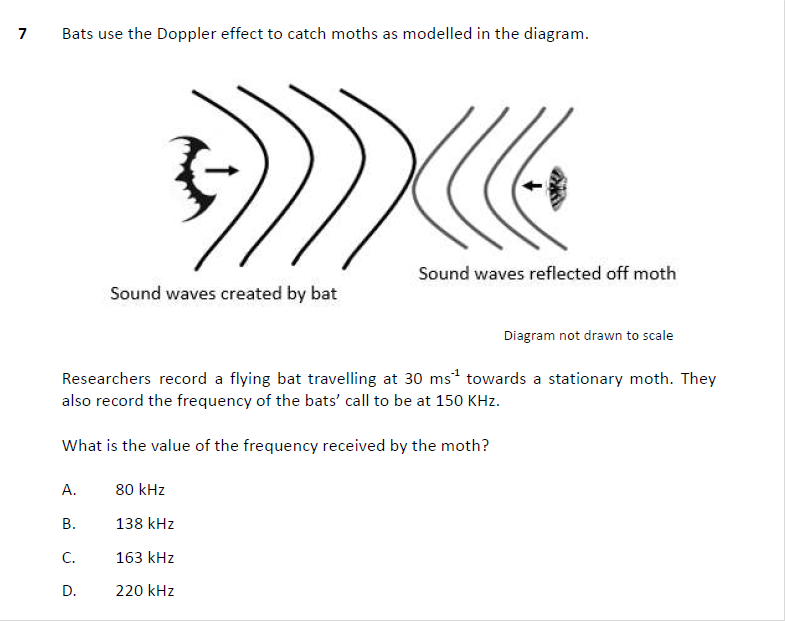 7 Bats use the Doppler effect to catch moths as modelled in the diagram.
Sound waves reflected off moth
Sound waves created by bat
Diagram not drawn to scale
Researchers record a flying bat travelling at 30 ms⁻¹ towards a stationary moth. They
also record the frequency of the bats’ call to be at 150 KHz.
What is the value of the frequency received by the moth?
A. 80 kHz
B. 138 kHz
C. 163 kHz
D. 220 kHz